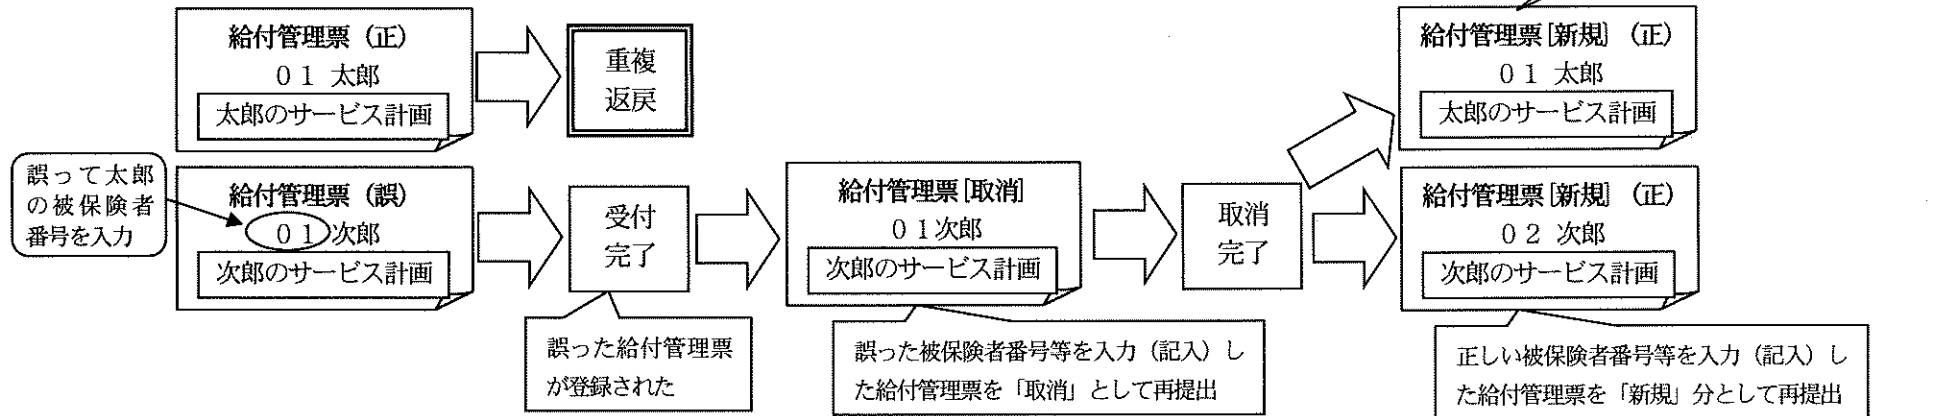 給付管理票（正）
０１ 太郎
太郎のサービス計画
重複
返戻
給付管理票[新規]（正）
０１ 太郎
太郎のサービス計画
誤って太郎
の被保険者
番号を入力
給付管理票（誤）
０１ 次郎
次郎のサービス計画
受付
完了
給付管理票[取消]
０１次郎
次郎のサービス計画
取消
完了
給付管理票[新規]（正）
０２ 次郎
次郎のサービス計画
誤った給付管理票
が登録された
誤った被保険者番号等を入力（記入）し
た給付管理票を「取消」として再提出
正しい被保険者番号等を入力（記入）し
た給付管理票を「新規」分として再提出